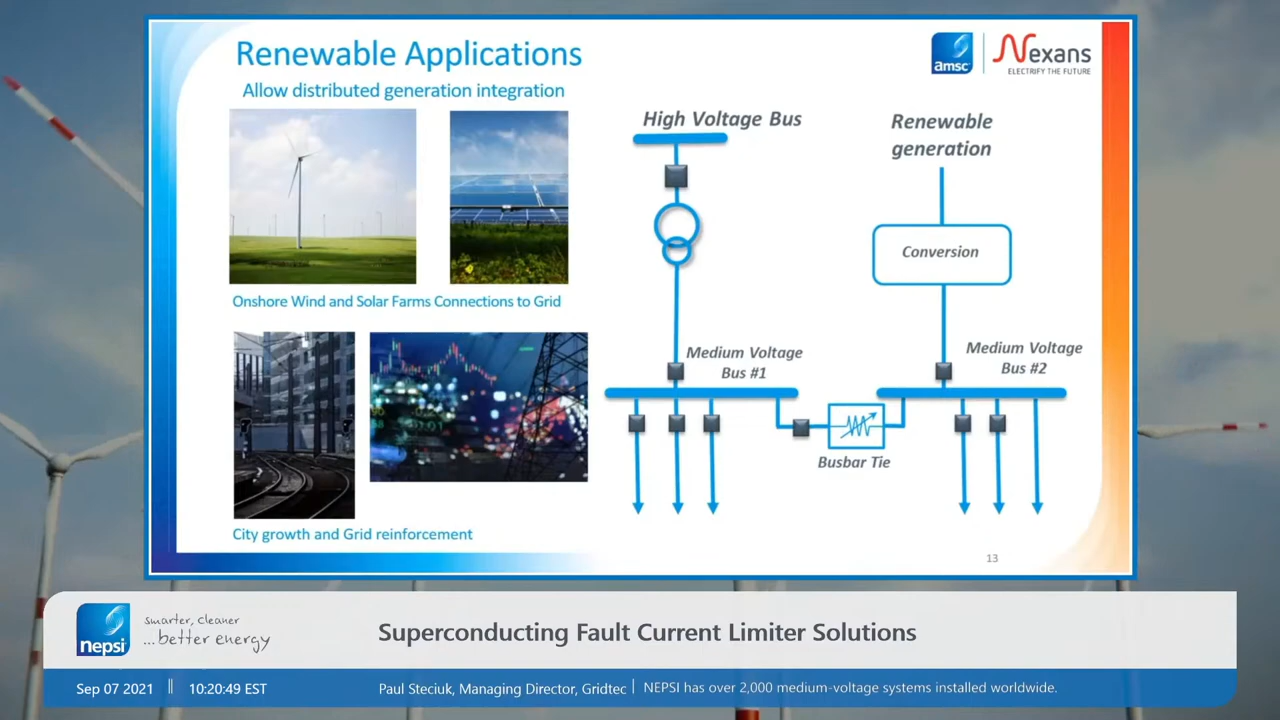 Renewable Applications
Allow distributed generation integration
amsc
Nexans
ELECTRIFY THE FUTURE
Onshore Wind and Solar Farms Connections to Grid
City growth and Grid reinforcement
High Voltage Bus
Renewable
generation
Conversion
Medium Voltage
Bus #1
Medium Voltage
Bus #2
Busbar Tie
13
nepsi
smarter, cleaner
...better energy
Superconducting Fault Current Limiter Solutions
Sep 07 2021
10:20:49 EST
Paul Steciuk, Managing Director, Gridtec
NEPSI has over 2,000 medium-voltage systems installed worldwide.